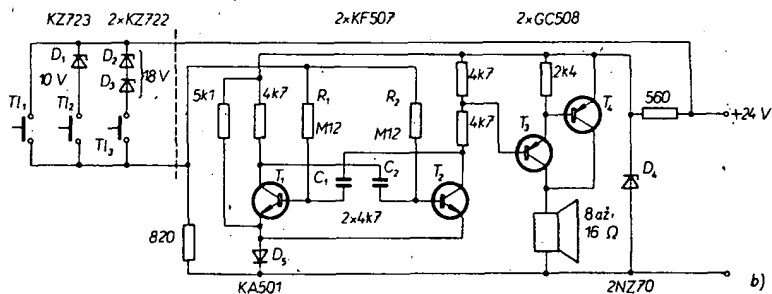 KZ723 2×KZ722 2×KF507 2×GC508
D1 D2
10 V D3 18V
Tl1 Tl2 Tl3
5k1 4k7 R1 M12 R2 M12 4k7 4k7 2k4 560
+24 V
T1 C1 C2 T2 T3 T4
2×4k7
820 D5 D4
8 až 16 Ω
KA501 2NZ70 b)